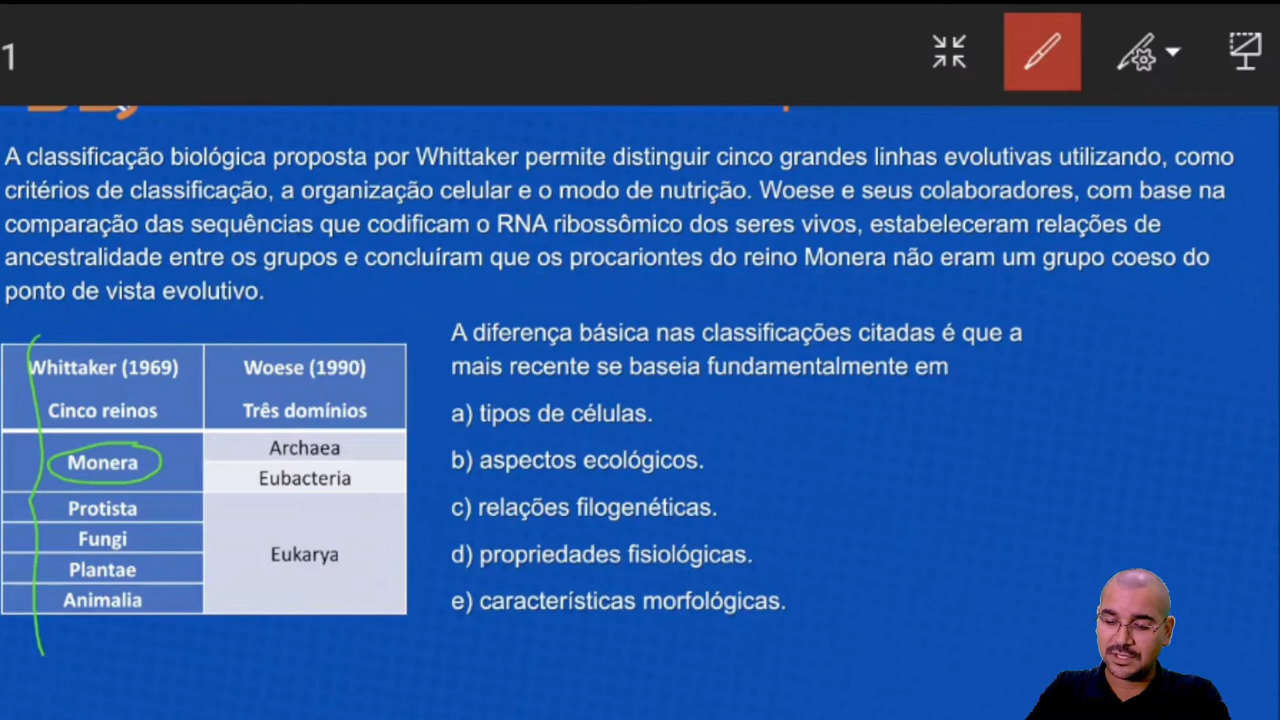 1
A classificação biológica proposta por Whittaker permite distinguir cinco grandes linhas evolutivas utilizando, como
critérios de classificação, a organização celular e o modo de nutrição. Woese e seus colaboradores, com base na
comparação das sequências que codificam o RNA ribossômico dos seres vivos, estabeleceram relações de
ancestralidade entre os grupos e concluíram que os procariontes do reino Monera não eram um grupo coeso do
ponto de vista evolutivo.
Whittaker (1969) Woese (1990)
Cinco reinos Três domínios
Monera
Archaea
Eubacteria
Protista
Fungi
Plantae
Animalia
Eukarya
A diferença básica nas classificações citadas é que a
mais recente se baseia fundamentalmente em
a) tipos de células.
b) aspectos ecológicos.
c) relações filogenéticas.
d) propriedades fisiológicas.
e) características morfológicas.